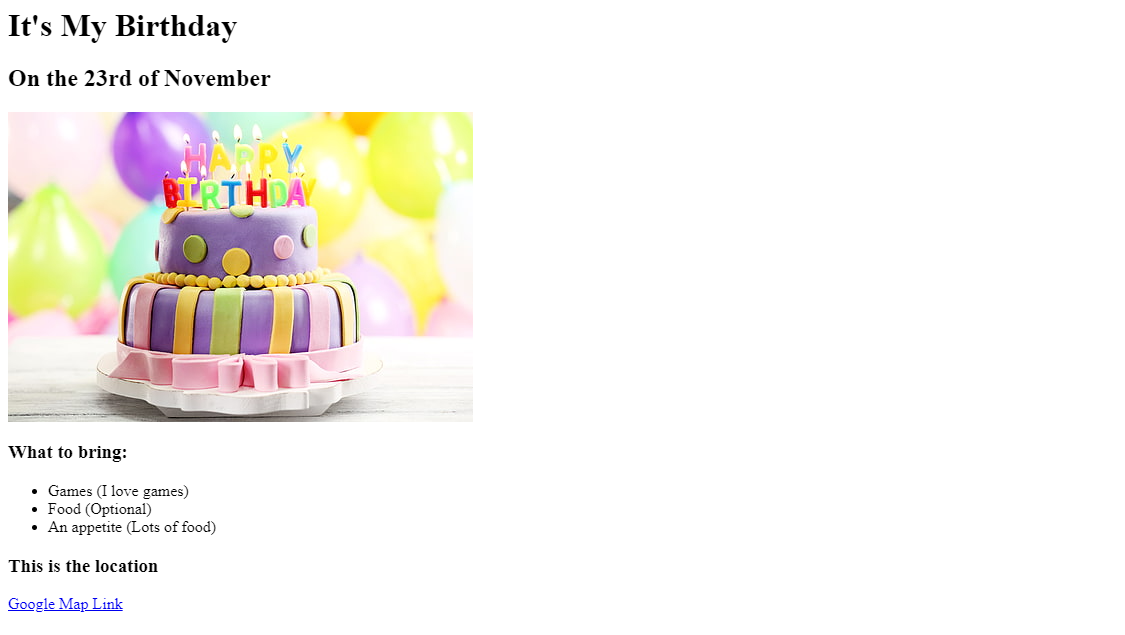 It's My Birthday
On the 23rd of November
HAPPY
BIRTHDAY
What to bring:
Games (I love games)
Food (Optional)
An appetite (Lots of food)
This is the location
Google Map Link